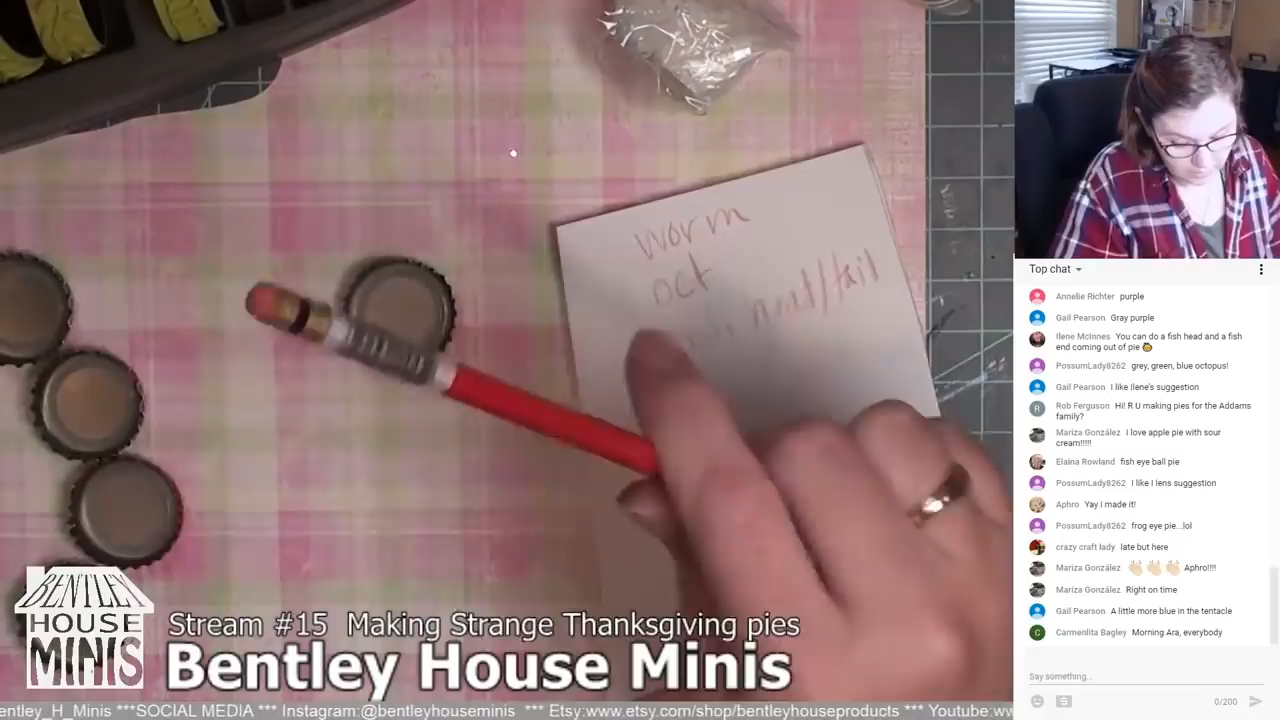 worm
oct
head/tail
BENTLEY
HOUSE
MINIS
Stream #15 Making Strange Thanksgiving pies
Bentley House Minis
entley_H_Minis ***SOCIAL MEDIA *** Instagram:@bentleyhouseminis *** Etsy:www.etsy.com/shop/bentleyhouseproducts *** Youtube:ww
Top chat
Annelie Richter purple
Gail Pearson Gray purple
Ilene McInnes You can do a fish head and a fish
end coming out of pie
PossumLady8262 grey, green, blue octopus!
Gail Pearson I like Ilene's suggestion
R Rob Ferguson Hi! R U making pies for the Addams
family?
Mariza González I love apple pie with sour
cream!!!!!
Elaina Rowland fish eye ball pie
PossumLady8262 I like I lens suggestion
Aphro Yay I made it!
PossumLady8262 frog eye pie...lol
crazy craft lady late but here
Mariza González 👏🏻👏🏻👏🏻 Aphro!!!!
Mariza González Right on time
Gail Pearson A little more blue in the tentacle
C Carmenlita Bagley Morning Ara, everybody
Say something...
0/200